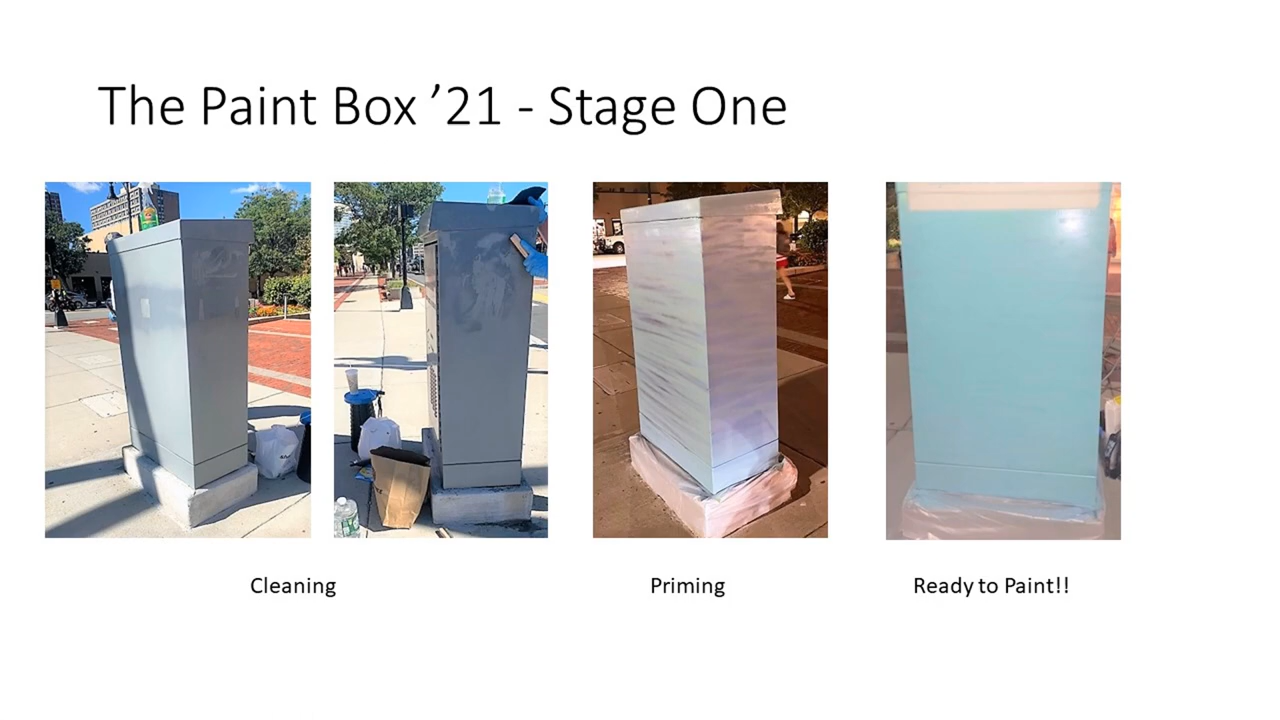 The Paint Box ’21 - Stage One
Cleaning
Priming
Ready to Paint!!